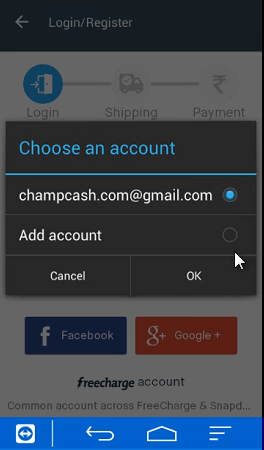 Login/Register
Login Shipping Payment
Choose an account
champcash.com@gmail.com
Add account
Cancel OK
f Facebook g+ Google +
freecharge account
Common account across FreeCharge & Snapd...